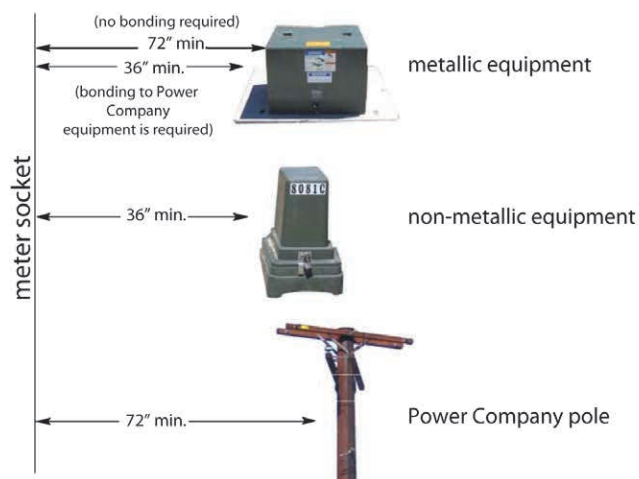 (no bonding required)
72” min.
36” min.
(bonding to Power
Company
equipment is required)
metallic equipment
meter socket
8081C
36” min.
non-metallic equipment
72” min.
Power Company pole